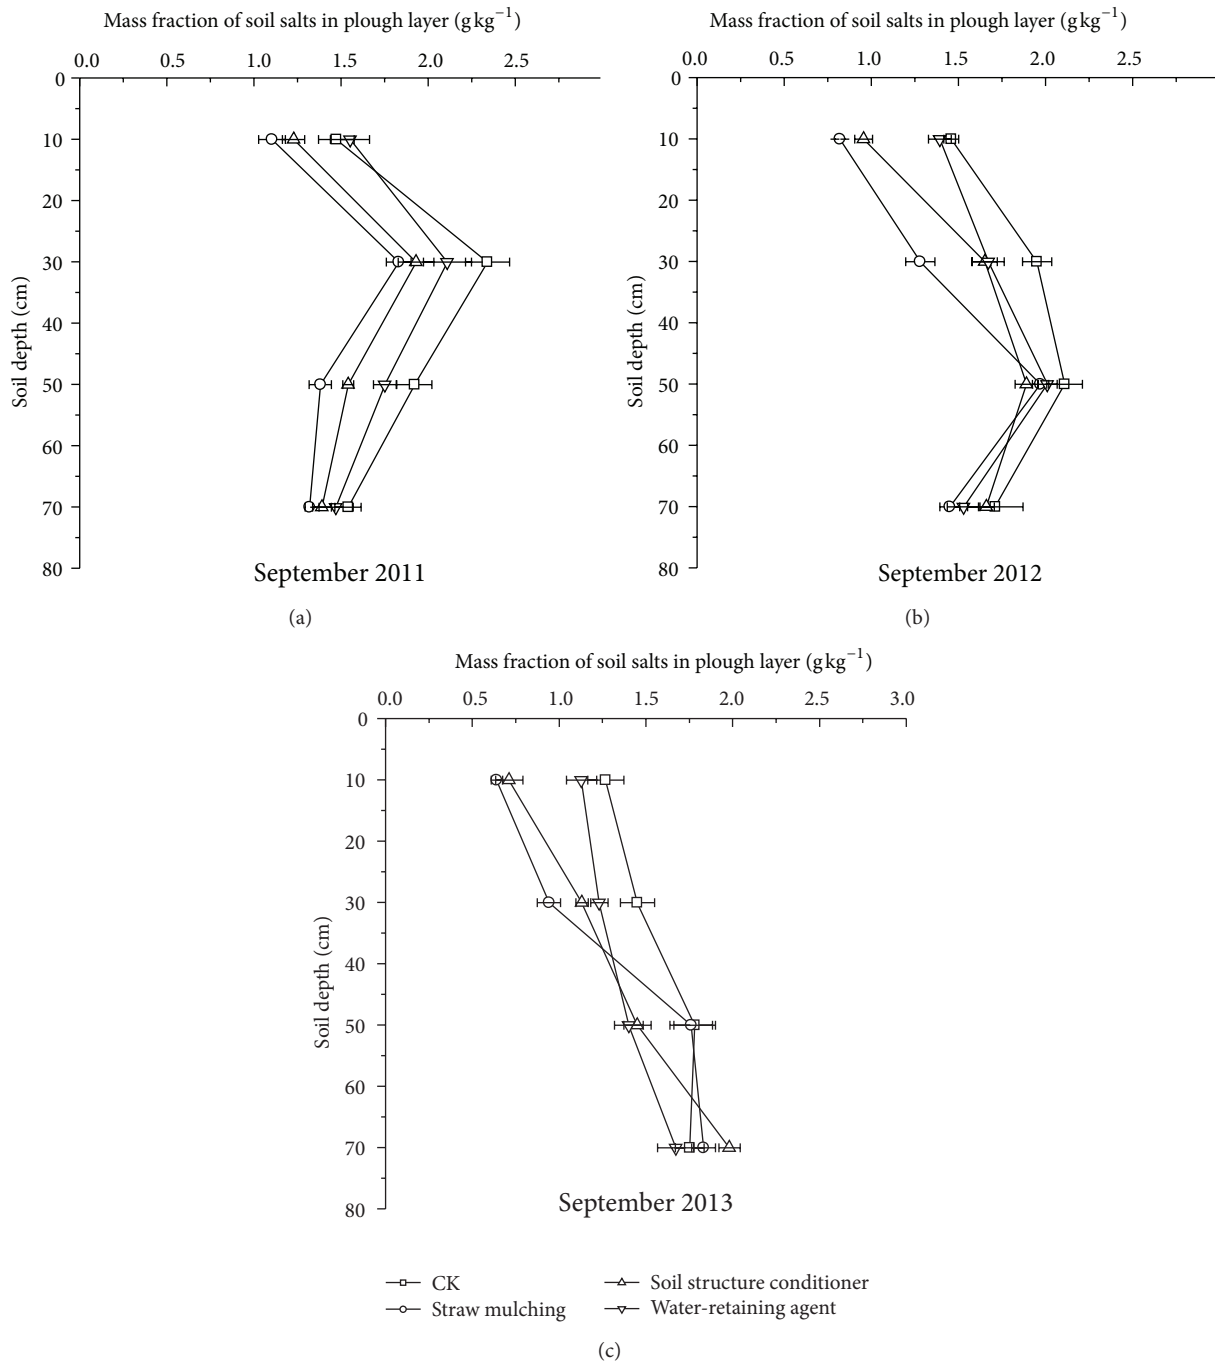 Mass fraction of soil salts in plough layer (g kg⁻¹)
0.0 0.5 1.0 1.5 2.0 2.5
0
10
20
30
40
50
60
70
80
Soil depth (cm)
September 2011
(a)
Mass fraction of soil salts in plough layer (g kg⁻¹)
0.0 0.5 1.0 1.5 2.0 2.5
0
10
20
30
40
50
60
70
80
Soil depth (cm)
September 2012
(b)
Mass fraction of soil salts in plough layer (g kg⁻¹)
0.0 0.5 1.0 1.5 2.0 3.0
0
10
20
30
40
50
60
70
80
Soil depth (cm)
September 2013
CK
Straw mulching
Soil structure conditioner
Water-retaining agent
(c)